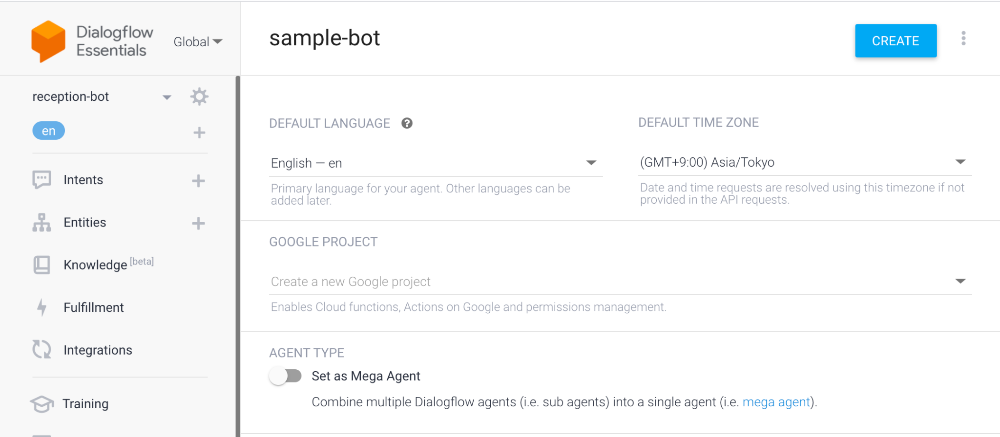 Dialogflow
Essentials
Global
sample-bot
CREATE
reception-bot
en
Intents
Entities
Knowledge [beta]
Fulfillment
Integrations
Training
DEFAULT LANGUAGE ?
English — en
Primary language for your agent. Other languages can be
added later.
DEFAULT TIME ZONE
(GMT+9:00) Asia/Tokyo
Date and time requests are resolved using this timezone if not
provided in the API requests.
GOOGLE PROJECT
Create a new Google project
Enables Cloud functions, Actions on Google and permissions management.
AGENT TYPE
Set as Mega Agent
Combine multiple Dialogflow agents (i.e. sub agents) into a single agent (i.e. mega agent).